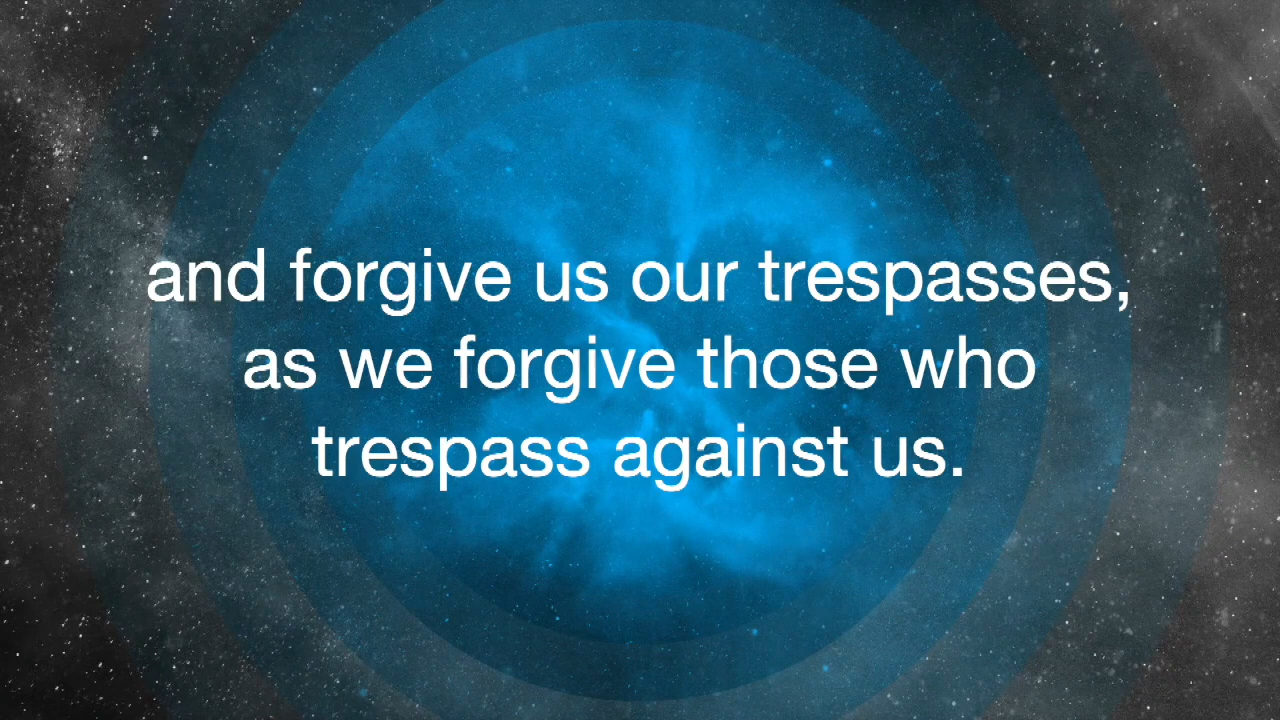 and forgive us our trespasses,
as we forgive those who
trespass against us.